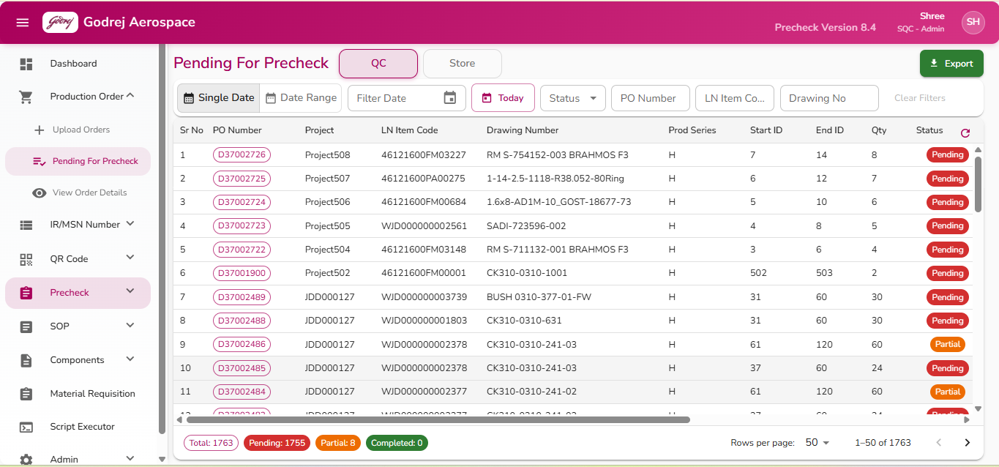 Godrej Godrej Aerospace
Precheck Version 8.4
Shree
SQC - Admin
SH
Dashboard
Production Order
Upload Orders
Pending For Precheck
View Order Details
IR/MSN Number
QR Code
Precheck
SOP
Components
Material Requisition
Script Executor
Admin
Pending For Precheck QC Store Export
Single Date Date Range Filter Date Today Status PO Number LN Item Co... Drawing No Clear Filters
Sr No PO Number Project LN Item Code Drawing Number Prod Series Start ID End ID Qty Status
1 D37002726 Project508 46121600FM03227 RM S-754152-003 BRAHMOS F3 H 7 14 8 Pending
2 D37002725 Project507 46121600PA00275 1-14-2.5-1118-R38.052-80Ring H 6 12 7 Pending
3 D37002724 Project506 46121600FM00684 1.6x8-AD1M-10_GOST-18677-73 H 5 10 6 Pending
4 D37002723 Project505 WJD000000002561 SADI-723596-002 H 4 8 5 Pending
5 D37002722 Project504 46121600FM03148 RM S-711132-001 BRAHMOS F3 H 3 6 4 Pending
6 D37001900 Project502 46121600FM00001 CK310-0310-1001 H 502 503 2 Pending
7 D37002489 JDD000127 WJD000000003739 BUSH 0310-377-01-FW H 31 60 30 Pending
8 D37002488 JDD000127 WJD000000001803 CK310-0310-631 H 31 60 30 Pending
9 D37002486 JDD000127 WJD000000002378 CK310-0310-241-03 H 61 120 60 Partial
10 D37002485 JDD000127 WJD000000002378 CK310-0310-241-03 H 37 60 24 Pending
11 D37002484 JDD000127 WJD000000002377 CK310-0310-241-02 H 61 120 60 Partial
Total: 1763 Pending: 1755 Partial: 8 Completed: 0 Rows per page: 50 1–50 of 1763